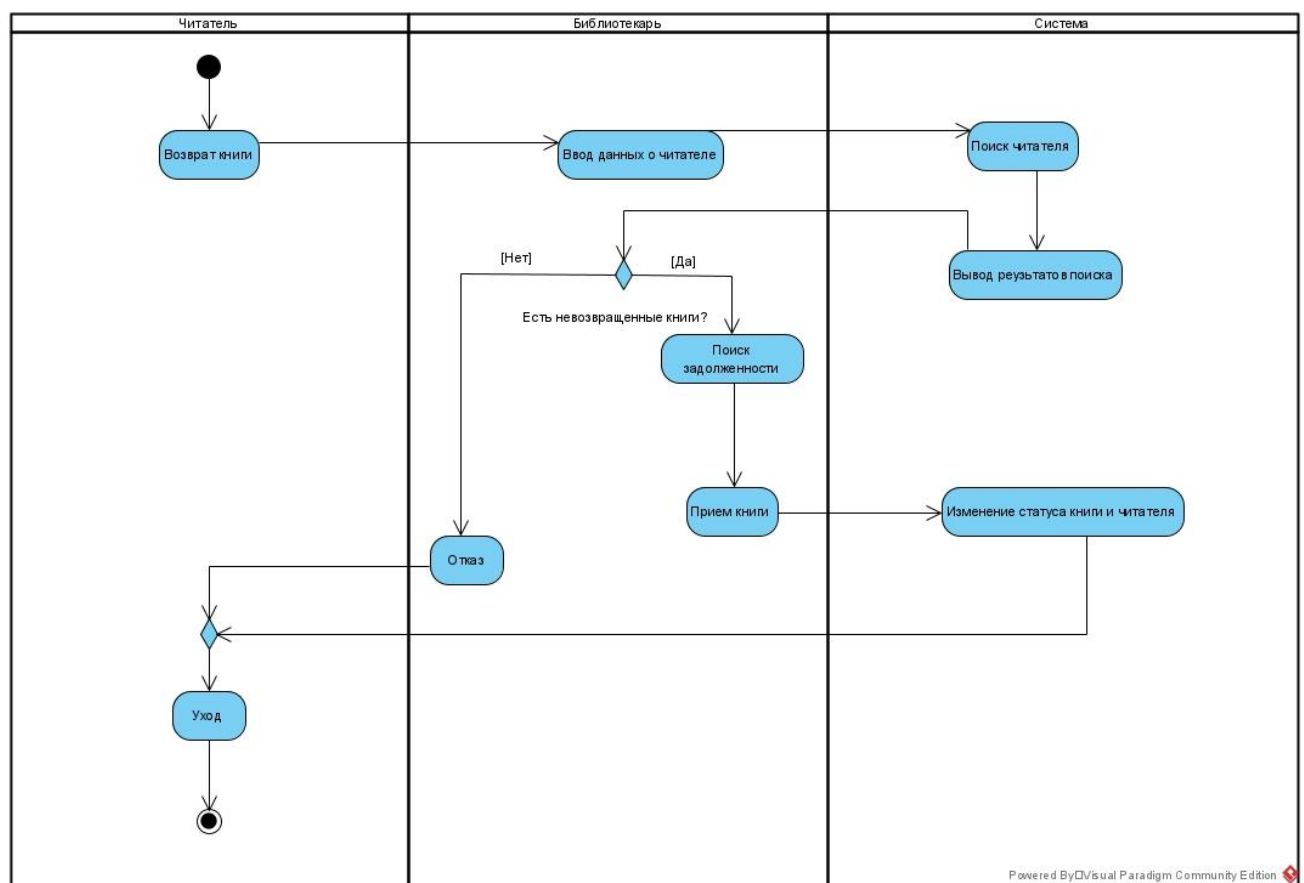 Читатель
Библиотекарь
Система
Возврат книги
Ввод данных о читателе
Поиск читателя
[Нет]
[Да]
Вывод реузьтатов поиска
Есть невозвращенные книги?
Поиск
задолженности
Прием книги
Изменение статуса книги и читателя
Отказ
Уход
Powered By□Visual Paradigm Community Edition